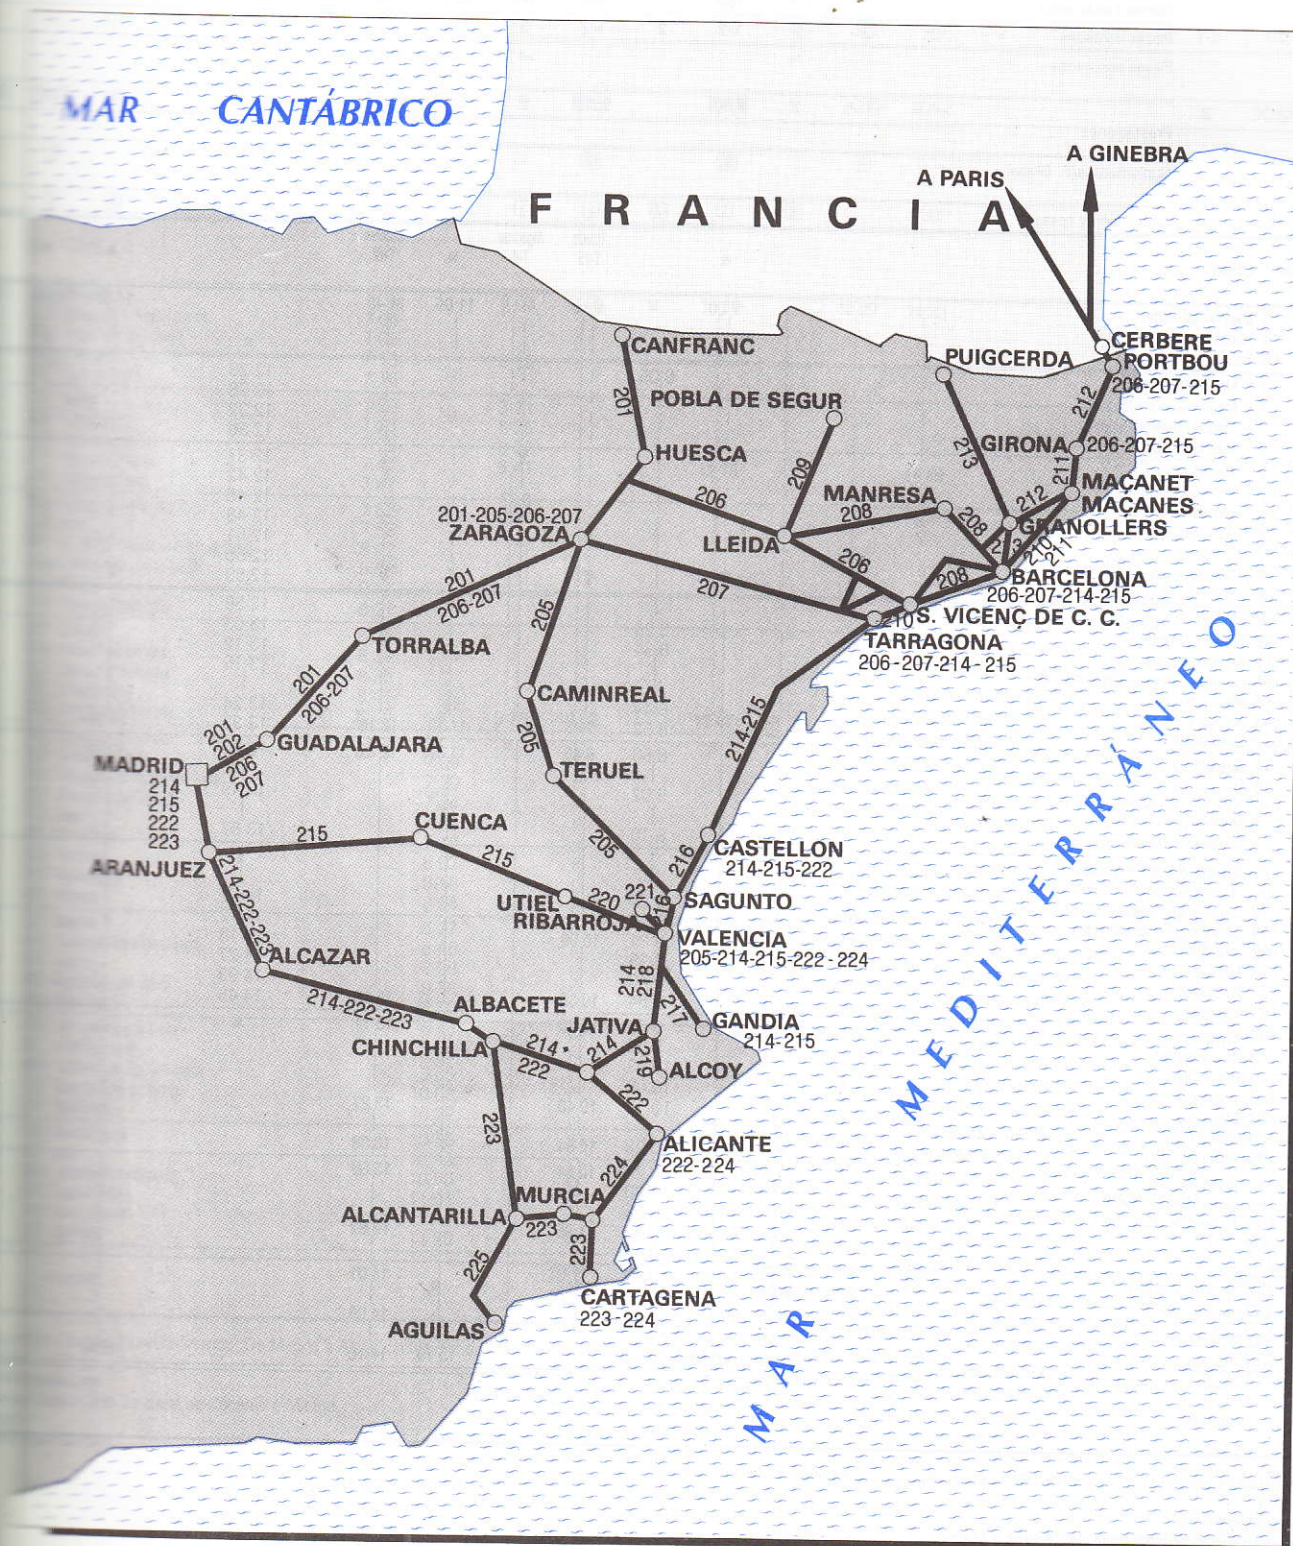 MAR CANTÁBRICO
A GINEBRA
A PARIS
FRANCIA
CERBERE
CANFRANC
PUIGCERDA
PORTBOU
206-207-215
201
POBLA DE SEGUR
212
213
GIRONA
206-207-215
HUESCA
209
211
MAÇANET
MAÇANES
206
MANRESA
208
208
212
201-205-206-207
ZARAGOZA
LLEIDA
GRANOLLERS
213
210
211
206
208
BARCELONA
206-207-214-215
201
206-207
207
205
210
S. VICENÇ DE C. C.
TARRAGONA
206-207-214-215
TORRALBA
201
206-207
CAMINREAL
214-215
201
202
206
207
GUADALAJARA
205
MADRID
214
215
222
223
TERUEL
215
CUENCA
205
216
CASTELLON
214-215-222
ARANJUEZ
215
214-222-223
UTIEL
220
221
216
SAGUNTO
RIBARROJA
VALENCIA
205-214-215-222-224
ALCAZAR
214
218
217
214-222-223
ALBACETE
JATIVA
GANDIA
214-215
CHINCHILLA
214
222
214
219
ALCOY
222
223
ALICANTE
222-224
224
MURCIA
ALCANTARILLA
223
223
225
CARTAGENA
223-224
AGUILAS
MAR MEDITERRÁNEO